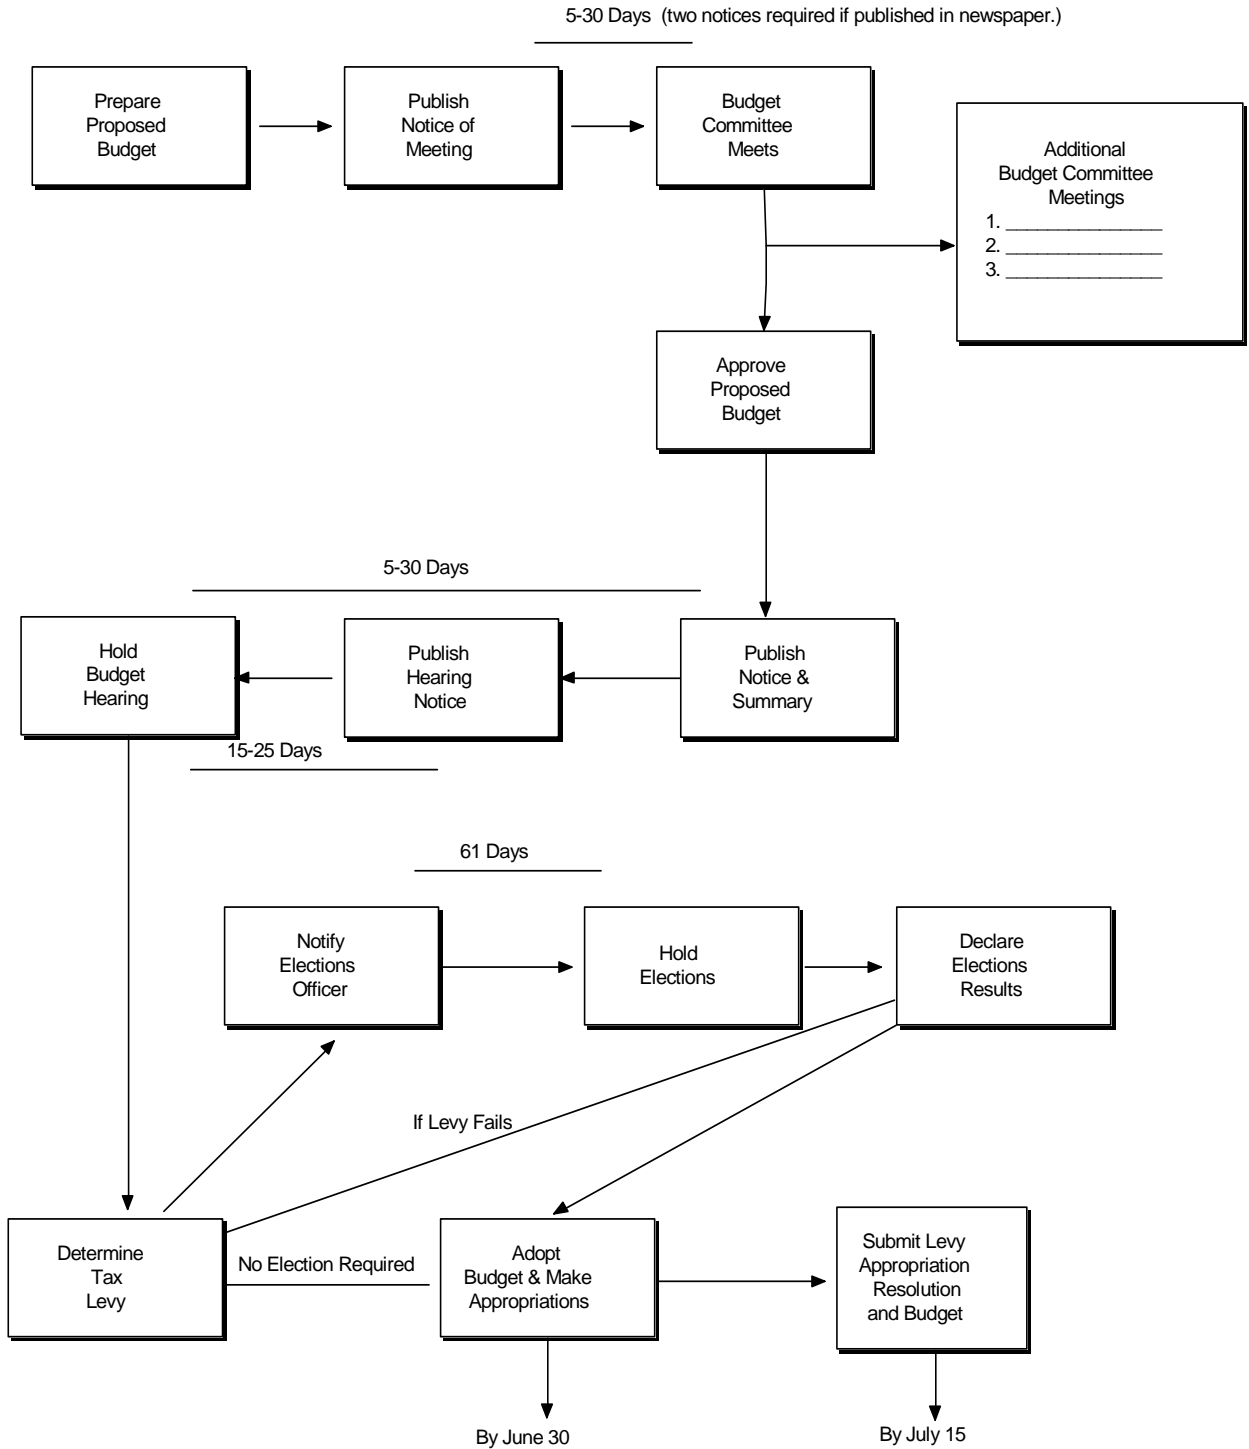 5-30 Days  (two notices required if published in newspaper.)
Prepare
Proposed
Budget
Publish
Notice of
Meeting
Budget
Committee
Meets
Additional
Budget Committee
Meetings
1. _______________
2. _______________
3. _______________
Approve
Proposed
Budget
5-30 Days
Hold
Budget
Hearing
Publish
Hearing
Notice
Publish
Notice &
Summary
15-25 Days
61 Days
Notify
Elections
Officer
Hold
Elections
Declare
Elections
Results
If Levy Fails
Determine
Tax
Levy
No Election Required
Adopt
Budget & Make
Appropriations
Submit Levy
Appropriation
Resolution
and Budget
By June 30
By July 15